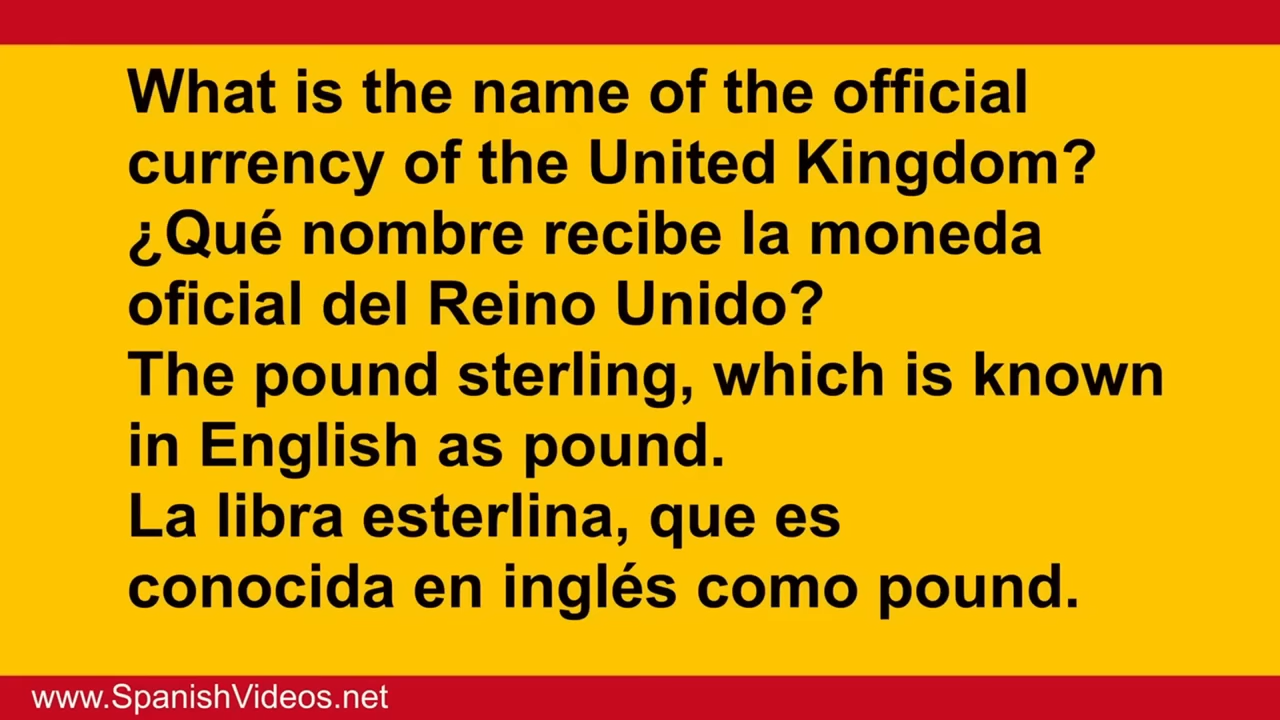 What is the name of the official
currency of the United Kingdom?
¿Qué nombre recibe la moneda
oficial del Reino Unido?
The pound sterling, which is known
in English as pound.
La libra esterlina, que es
conocida en inglés como pound.
www.SpanishVideos.net